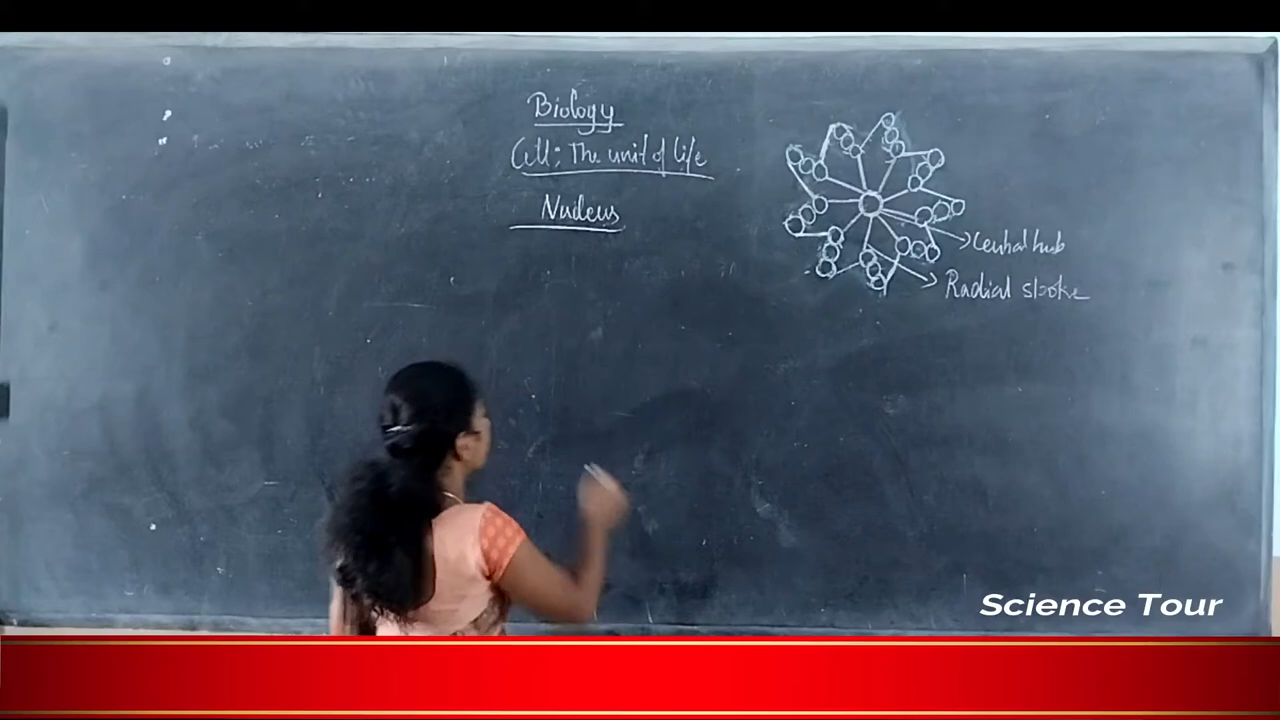 Biology
Cell; The unit of life
Nucleus
Central hub
Radial spoke
Science Tour